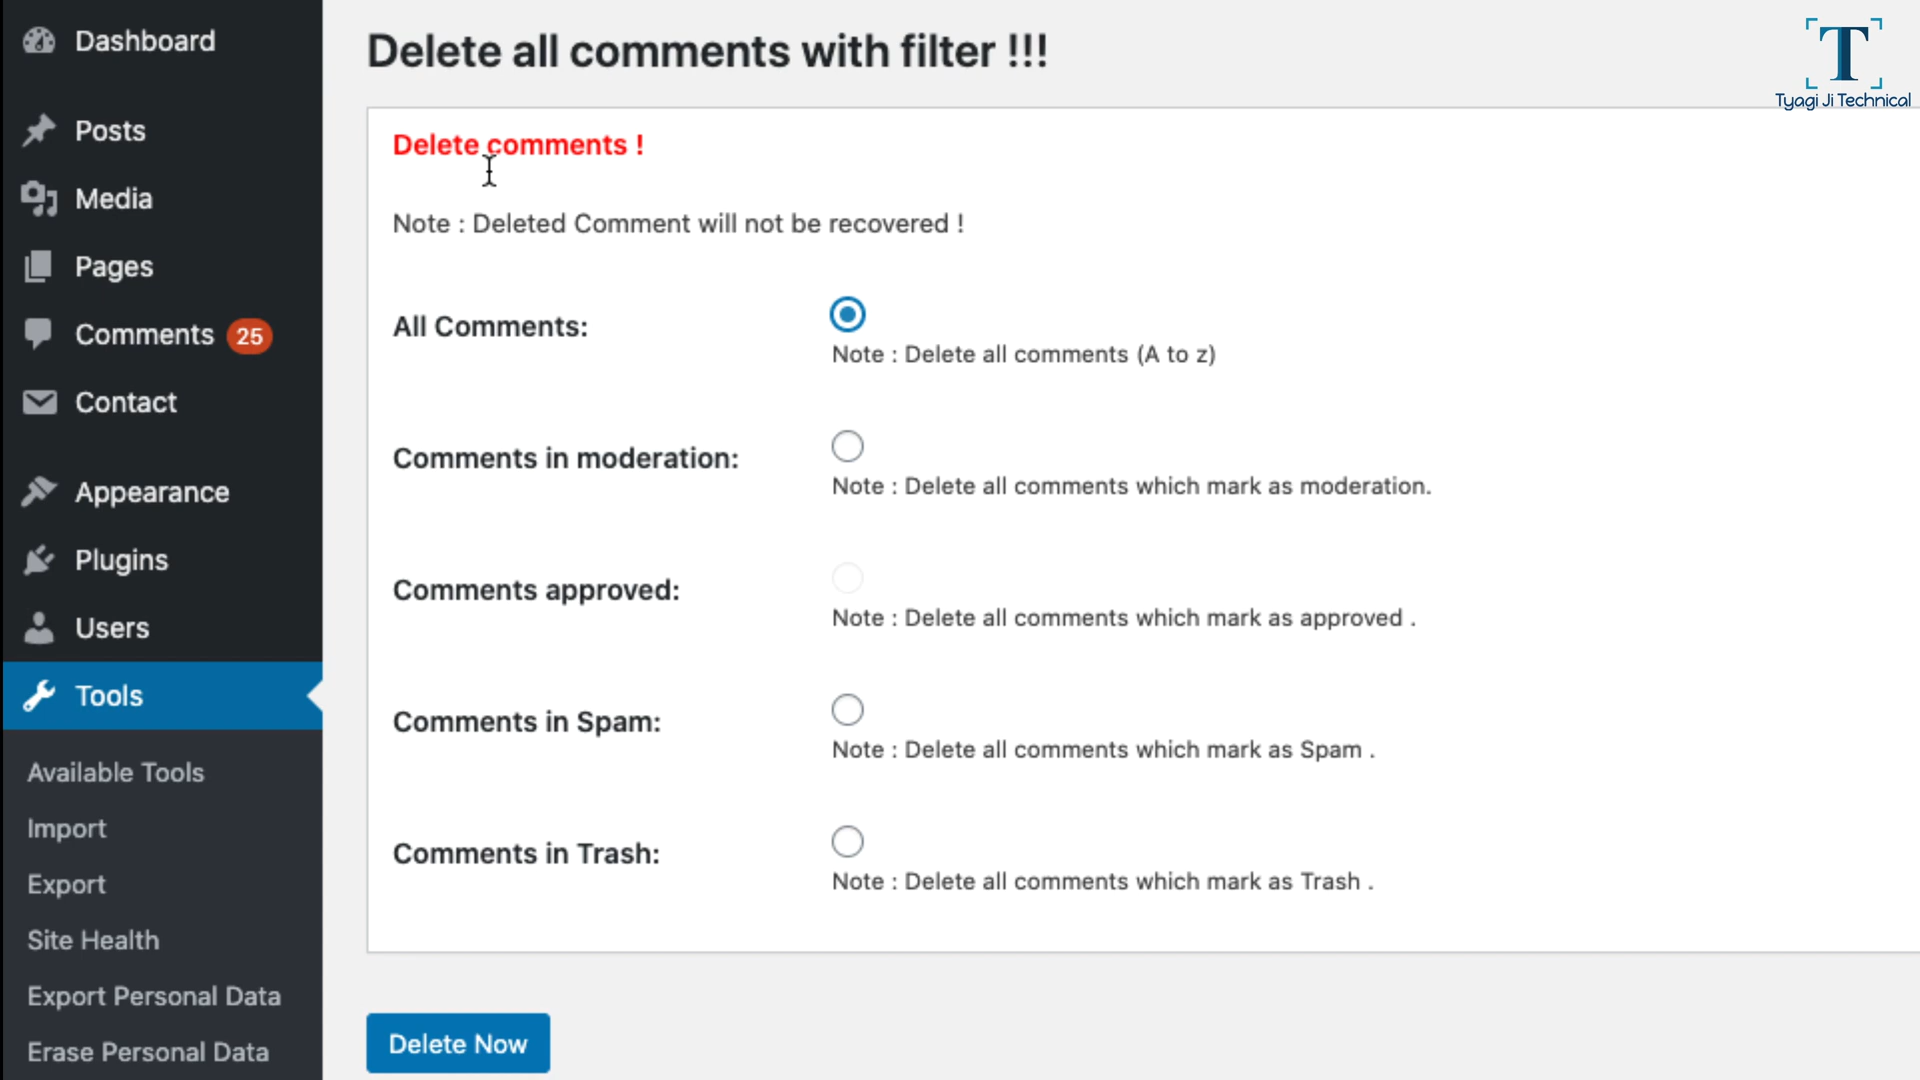 Dashboard
Posts
Media
Pages
Comments 25
Contact
Appearance
Plugins
Users
Tools
Available Tools
Import
Export
Site Health
Export Personal Data
Erase Personal Data
Delete all comments with filter !!!
T
Tyagi Ji Technical
Delete comments !
Note : Deleted Comment will not be recovered !
All Comments:
Note : Delete all comments (A to z)
Comments in moderation:
Note : Delete all comments which mark as moderation.
Comments approved:
Note : Delete all comments which mark as approved .
Comments in Spam:
Note : Delete all comments which mark as Spam .
Comments in Trash:
Note : Delete all comments which mark as Trash .
Delete Now